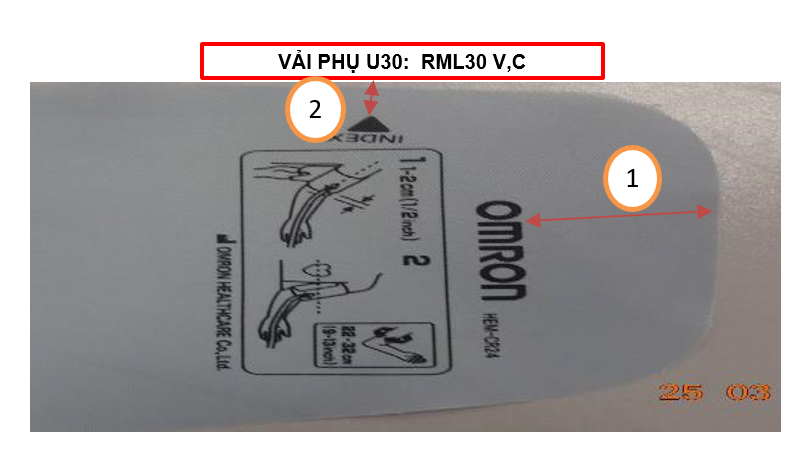 VẢI PHỤ U30: RML30 V,C
2
INDEX
1
1 1-2cm(1/2inch)
2
OMRON
HEM-CR24
22-32cm
(9-13inch)
OMRON HEALTHCARE Co.,Ltd.
25 03